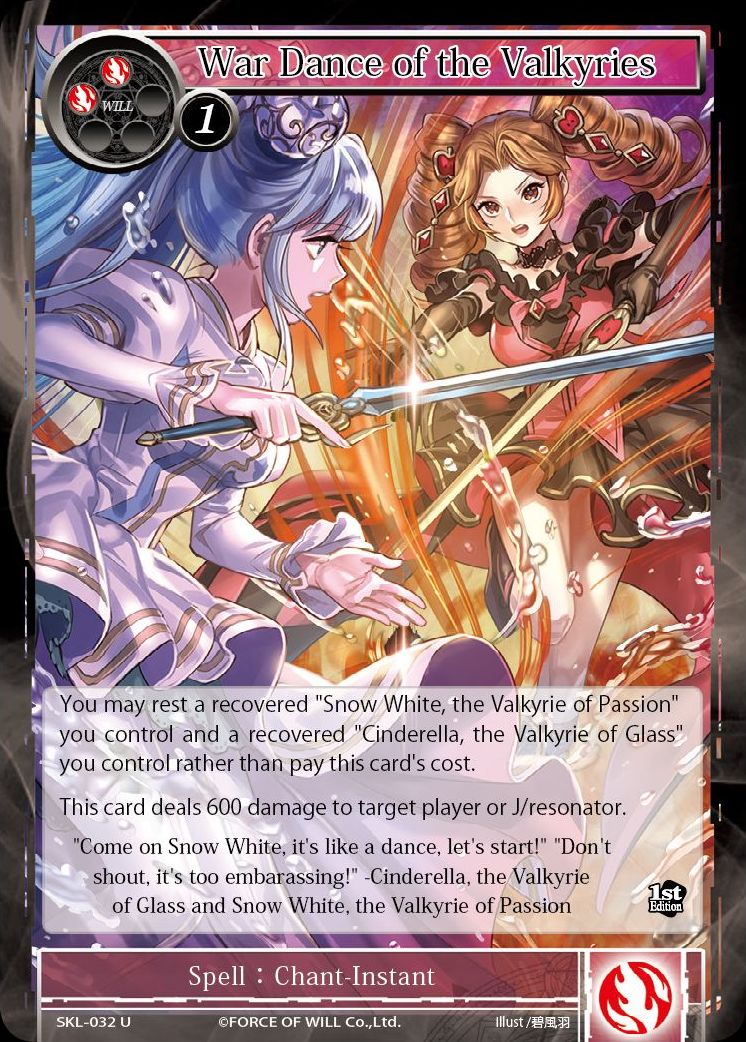 War Dance of the Valkyries
WILL
1
You may rest a recovered "Snow White, the Valkyrie of Passion"
you control and a recovered "Cinderella, the Valkyrie of Glass"
you control rather than pay this card's cost.
This card deals 600 damage to target player or J/resonator.
"Come on Snow White, it's like a dance, let's start!" "Don't
shout, it's too embarassing!" -Cinderella, the Valkyrie
of Glass and Snow White, the Valkyrie of Passion
1st
Edition
Spell : Chant-Instant
SKL-032 U ©FORCE OF WILL Co.,Ltd. Illust /碧風羽